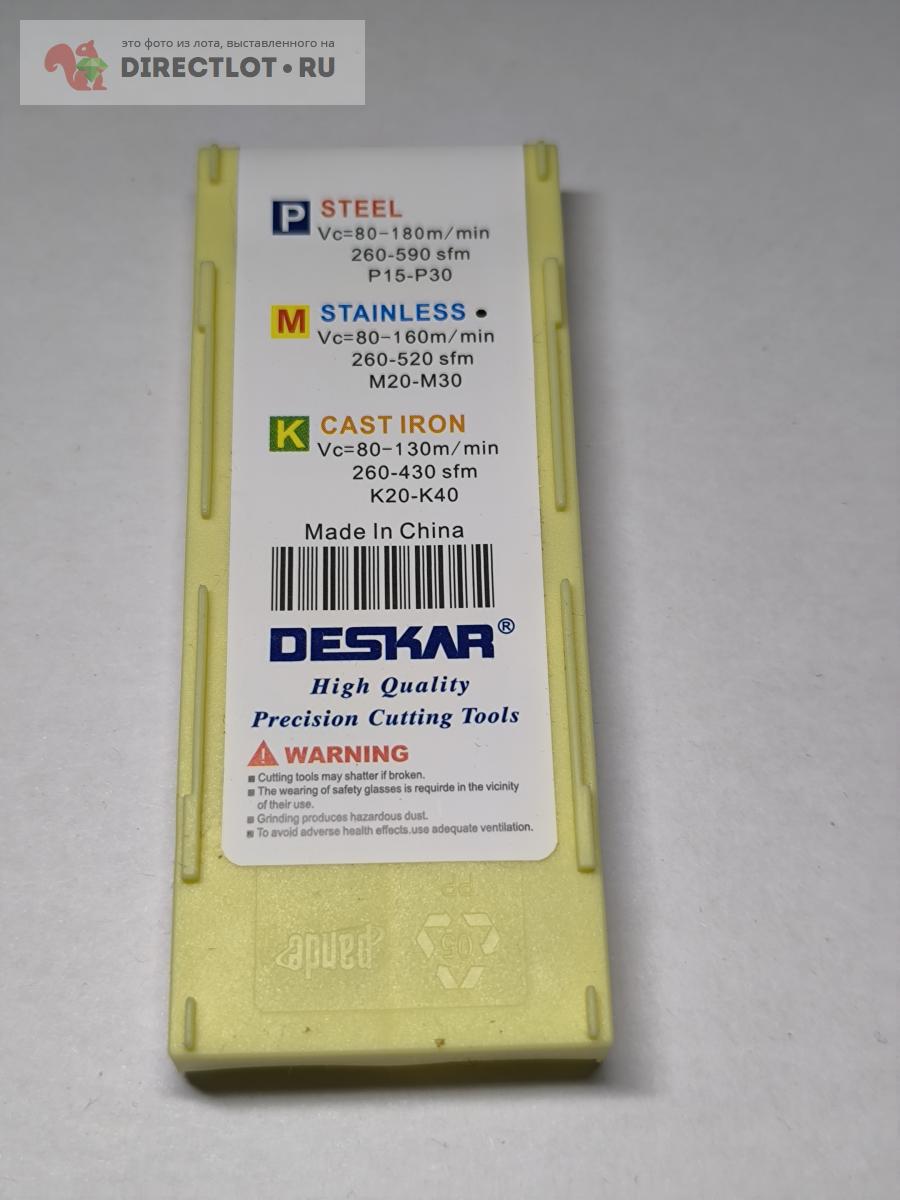 это фото из лота, выставленного на
DIRECTLOT•RU
P STEEL
Vc=80-180m/min
260-590 sfm
P15-P30
M STAINLESS •
Vc=80-160m/min
260-520 sfm
M20-M30
K CAST IRON
Vc=80-130m/min
260-430 sfm
K20-K40
Made In China
DESKAR®
High Quality
Precision Cutting Tools
WARNING
Cutting tools may shatter if broken.
The wearing of safety glasses is requirde in the vicinity
of their use.
Grinding produces hazardous dust.
To avoid adverse health effects.use adequate ventilation.
PP
05
pande